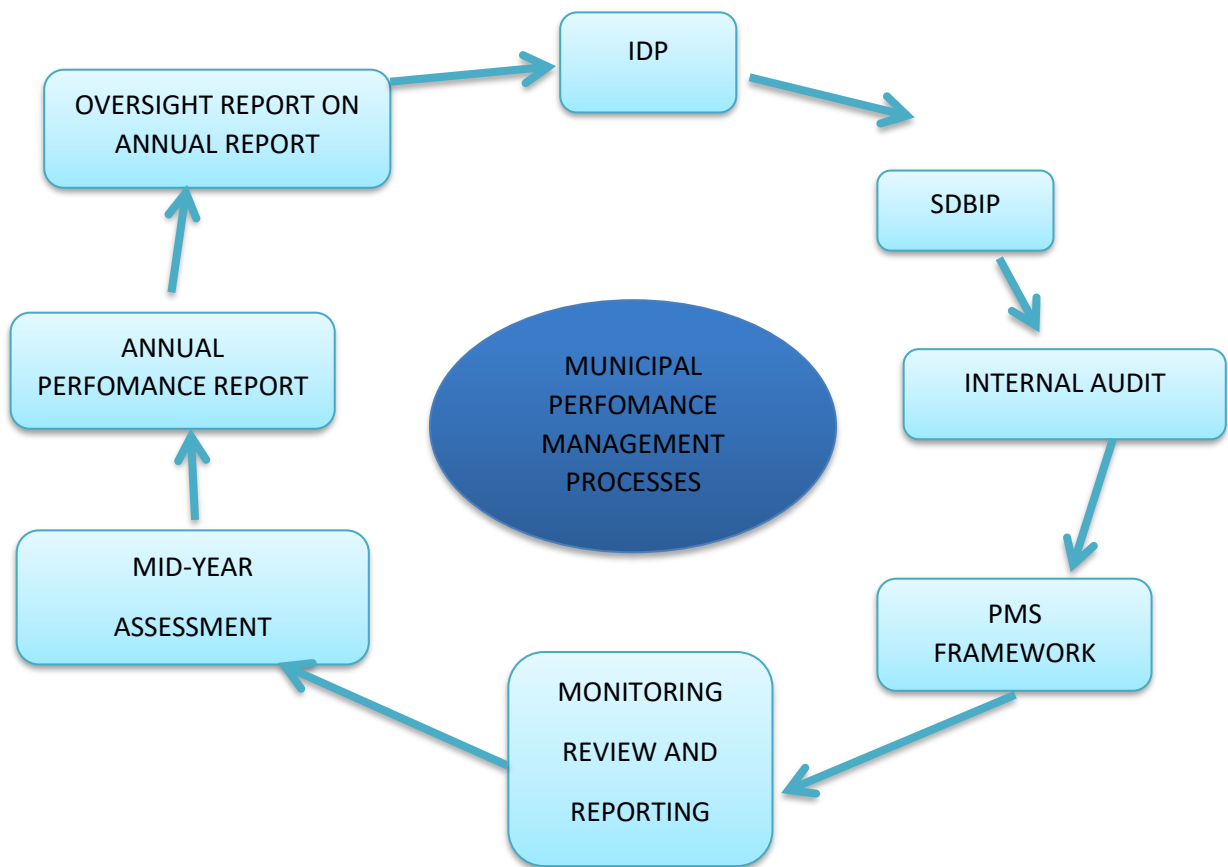 IDP
OVERSIGHT REPORT ON
ANNUAL REPORT
SDBIP
ANNUAL
PERFOMANCE REPORT
MUNICIPAL
PERFOMANCE
MANAGEMENT
PROCESSES
INTERNAL AUDIT
MID-YEAR
ASSESSMENT
PMS
FRAMEWORK
MONITORING
REVIEW AND
REPORTING